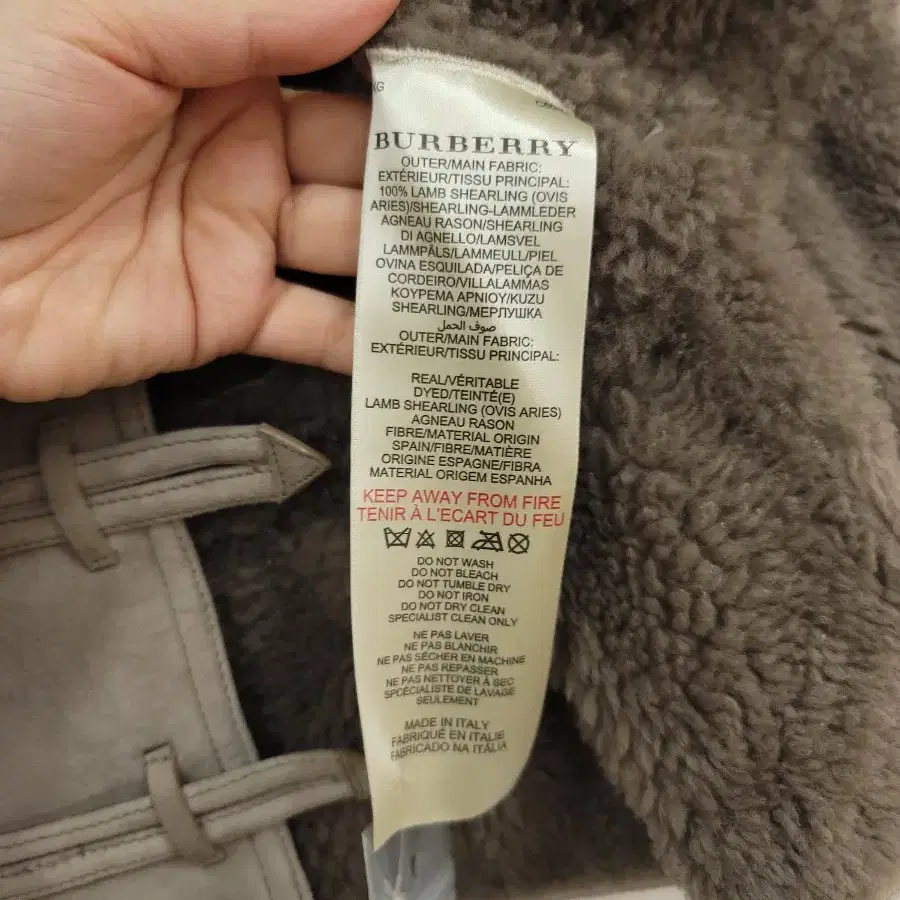 BURBERRY
OUTER/MAIN FABRIC:
EXTÉRIEUR/TISSU PRINCIPAL:
100% LAMB SHEARLING (OVIS
ARIES)/SHEARLING-LAMMLEDER
AGNEAU RASON/SHEARLING
DI AGNELLO/LAMSVEL
LAMMPÄLS/LAMMEULL/PIEL
OVINA ESQUILADA/PELIÇA DE
CORDEIRO/VILLALAMMAS
ΚΟΥΡΕΜΑ ΑΡΝΙΟΥ/KUZU
SHEARLING/МЕРЛУШКА
صوف الحمل
OUTER/MAIN FABRIC:
EXTÉRIEUR/TISSU PRINCIPAL:
REAL/VÉRITABLE
DYED/TEINTÉ(E)
LAMB SHEARLING (OVIS ARIES)
AGNEAU RASON
FIBRE/MATERIAL ORIGIN
SPAIN/FIBRE/MATIÈRE
ORIGINE ESPAGNE/FIBRA
MATERIAL ORIGEM ESPANHA
KEEP AWAY FROM FIRE
TENIR À L'ECART DU FEU
DO NOT WASH
DO NOT BLEACH
DO NOT TUMBLE DRY
DO NOT IRON
DO NOT DRY CLEAN
SPECIALIST CLEAN ONLY
NE PAS LAVER
NE PAS BLANCHIR
NE PAS SÉCHER EN MACHINE
NE PAS REPASSER
NE PAS NETTOYER À SEC
SPÉCIALISTE DE LAVAGE
SEULEMENT
MADE IN ITALY
FABRIQUÉ EN ITALIE
FABRICADO NA ITÁLIA